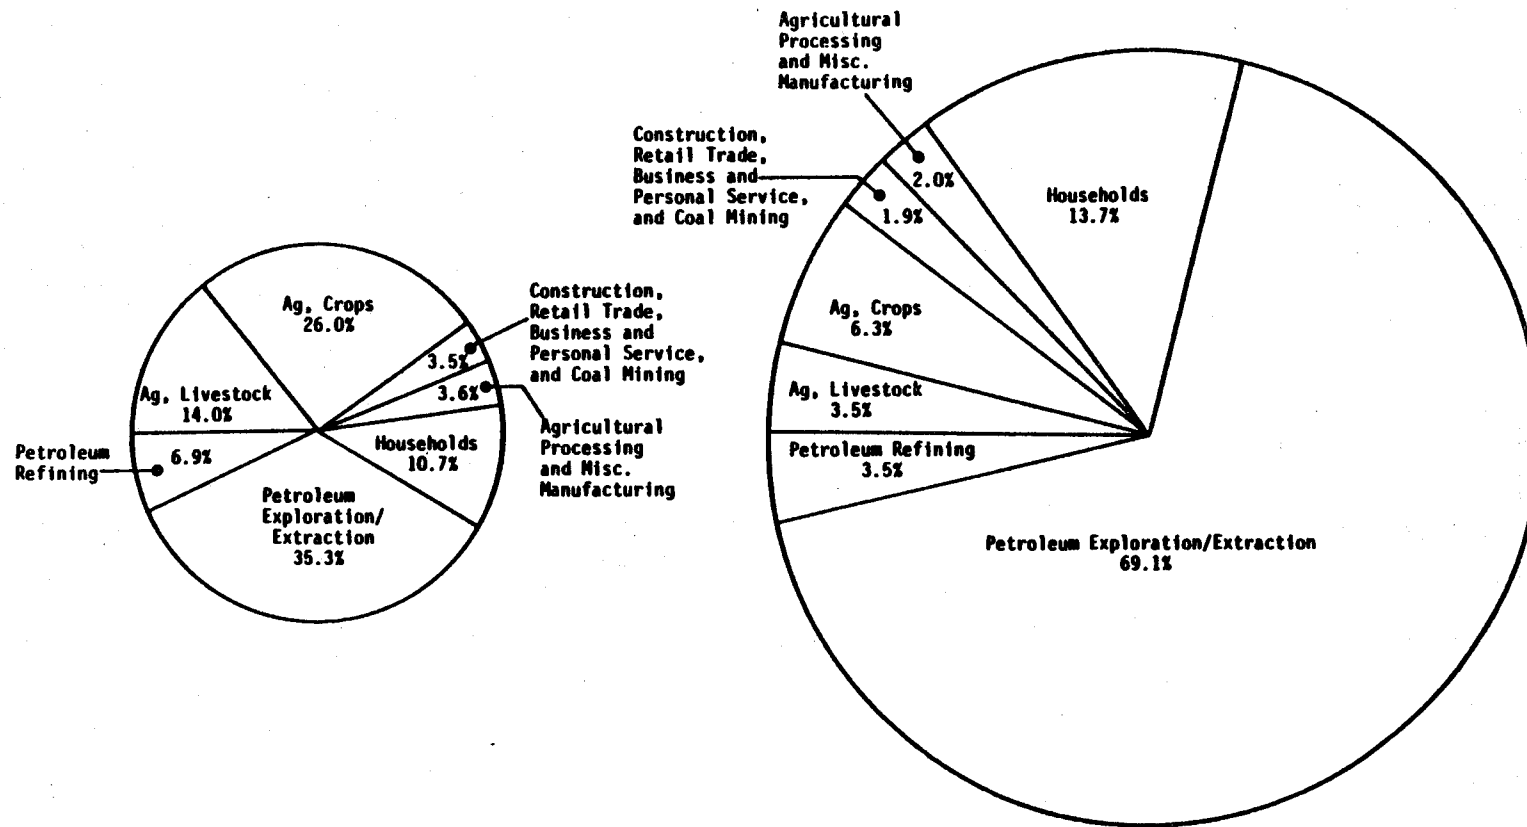 Ag, Crops
26.0%
Construction,
Retail Trade,
Business and
Personal Service,
and Coal Mining
3.5%
3.6%
Agricultural
Processing
and Misc.
Manufacturing
Households
10.7%
Petroleum
Exploration/
Extraction
35.3%
Petroleum
Refining
6.9%
Ag, Livestock
14.0%
Agricultural
Processing
and Misc.
Manufacturing
2.0%
Construction,
Retail Trade,
Business and
Personal Service,
and Coal Mining
1.9%
Households
13.7%
Ag, Crops
6.3%
Ag, Livestock
3.5%
Petroleum Refining
3.5%
Petroleum Exploration/Extraction
69.1%